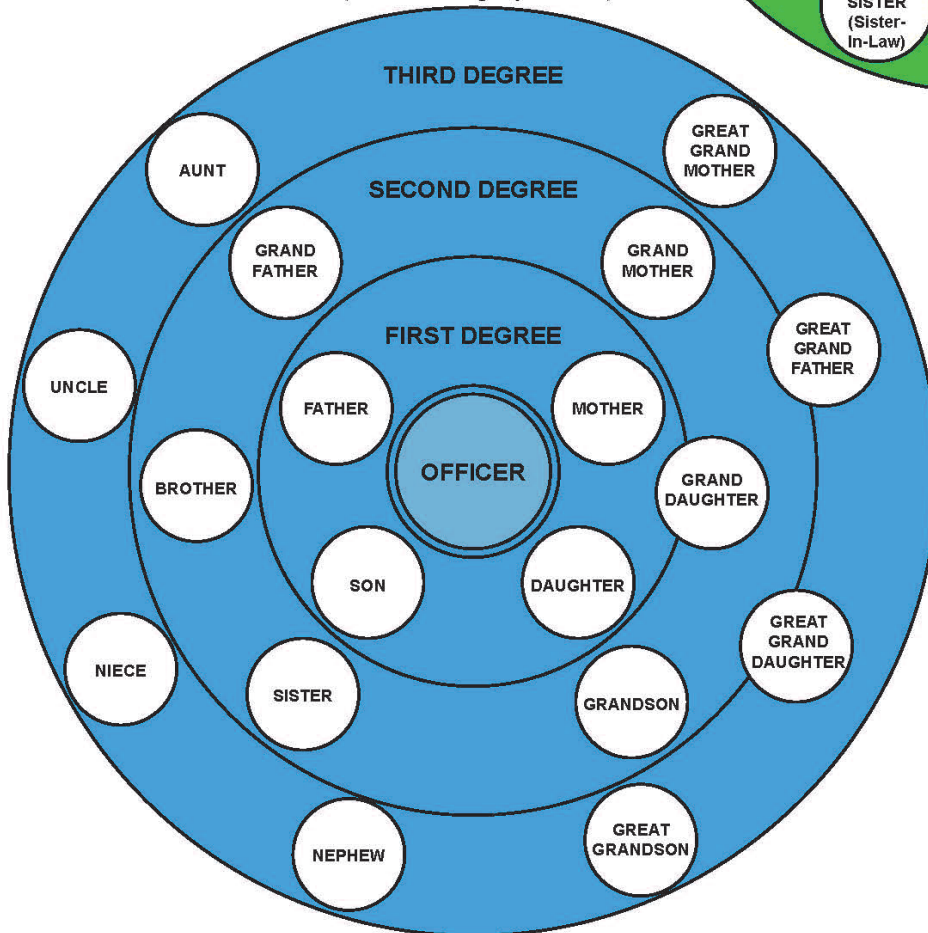 SISTER
(Sister-
In-Law)
THIRD DEGREE
AUNT
GREAT
GRAND
MOTHER
SECOND DEGREE
GRAND
FATHER
GRAND
MOTHER
FIRST DEGREE
GREAT
GRAND
FATHER
UNCLE
FATHER
MOTHER
OFFICER
BROTHER
GRAND
DAUGHTER
SON
DAUGHTER
GREAT
GRAND
DAUGHTER
NIECE
SISTER
GRANDSON
NEPHEW
GREAT
GRANDSON